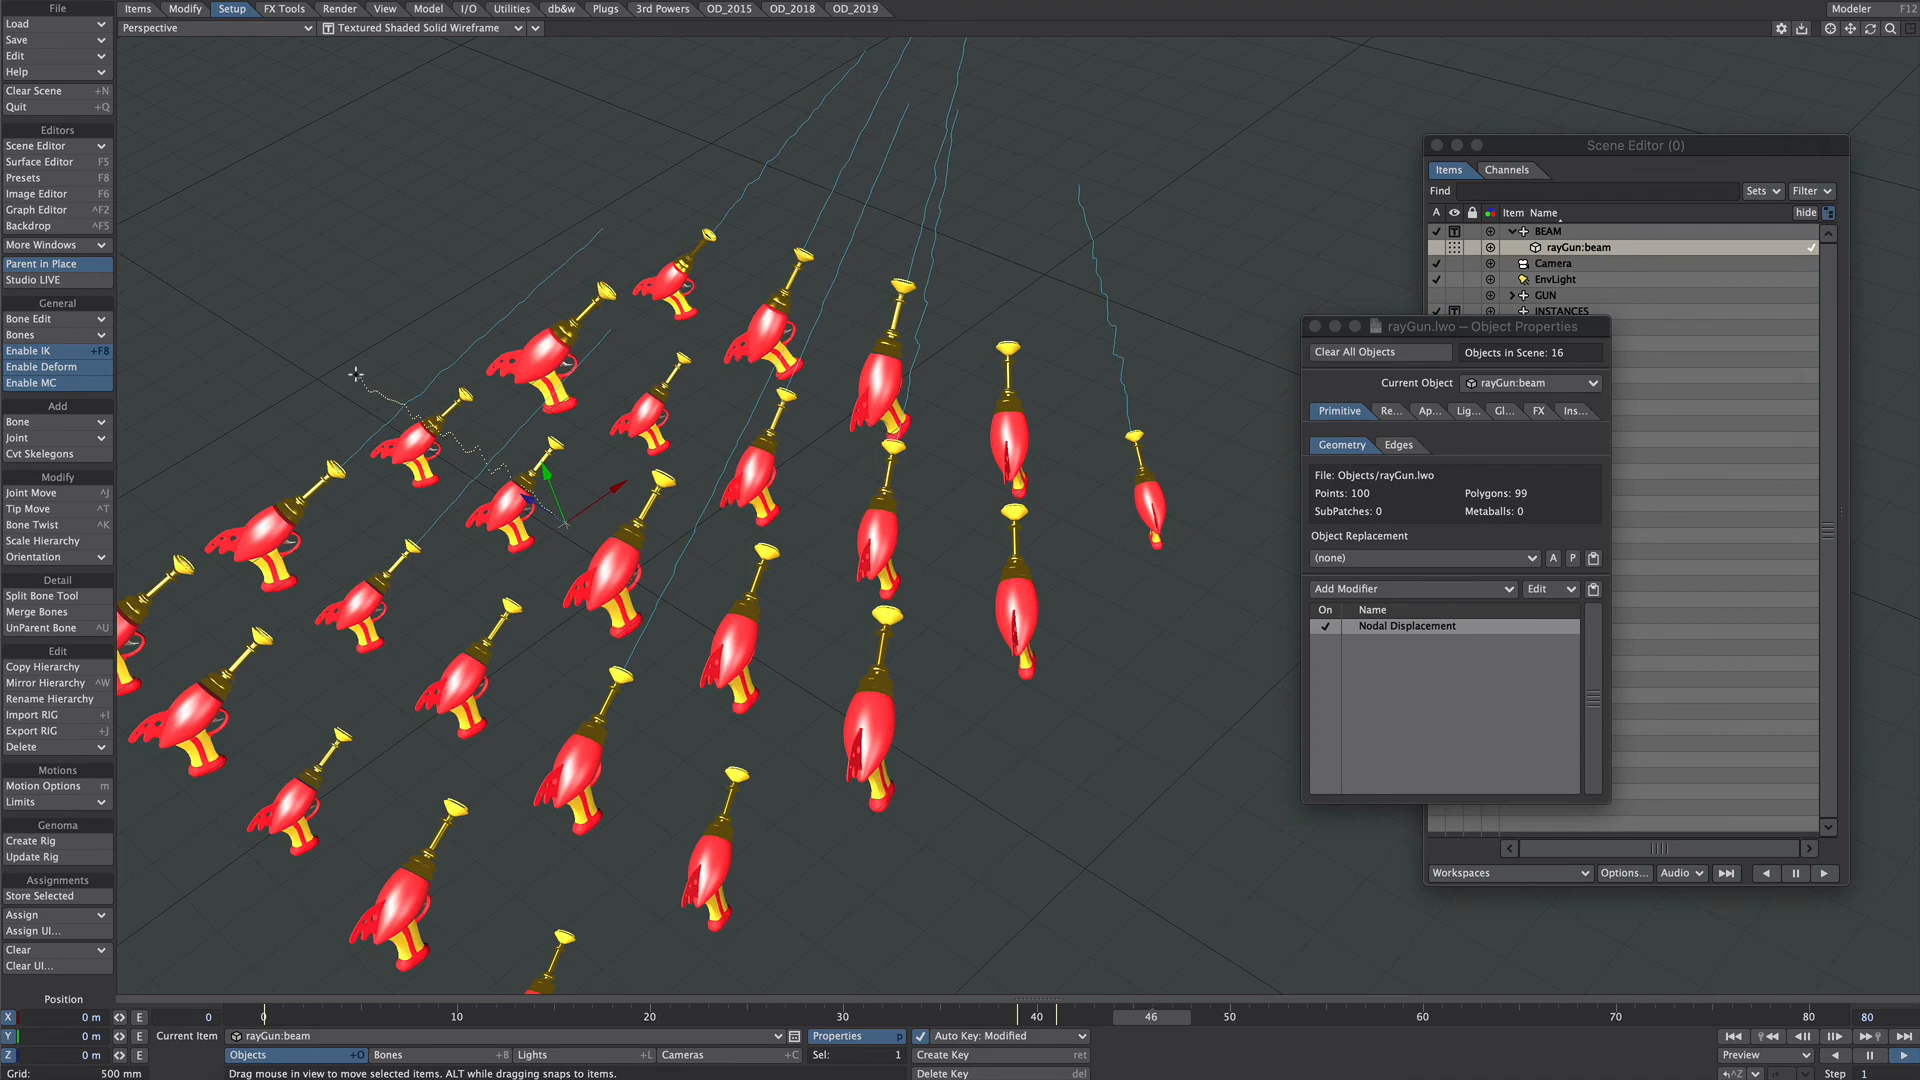 File
Items Modify Setup FX Tools Render View Model I/O Utilities db&w Plugs 3rd Powers OD_2015 OD_2018 OD_2019 Modeler F12
Load
Perspective Textured Shaded Solid Wireframe
Save
Edit
Help
Clear Scene +N
Quit +Q
Editors
Scene Editor
Surface Editor F5
Presets F8
Image Editor F6
Graph Editor ^F2
Backdrop ^F5
More Windows
Parent in Place
Studio LIVE
General
Bone Edit
Bones
Enable IK +F8
Enable Deform
Enable MC
Add
Bone
Joint
Cvt Skelegons
Modify
Joint Move ^J
Tip Move ^T
Bone Twist ^K
Scale Hierarchy
Orientation
Detail
Split Bone Tool
Merge Bones
UnParent Bone ^U
Edit
Copy Hierarchy
Mirror Hierarchy ^W
Rename Hierarchy
Import RIG +I
Export RIG +J
Delete
Motions
Motion Options m
Limits
Genoma
Create Rig
Update Rig
Assignments
Store Selected
Assign
Assign UI...
Clear
Clear UI...
Scene Editor (0)
Items Channels
Find Sets Filter
A Item Name hide
BEAM
rayGun:beam
Camera
EnvLight
GUN
INSTANCES
rayGun.lwo — Object Properties
Clear All Objects Objects in Scene: 16
Current Object rayGun:beam
Primitive Re... Ap... Lig... Gl... FX Ins...
Geometry Edges
File: Objects/rayGun.lwo
Points: 100 Polygons: 99
SubPatches: 0 Metaballs: 0
Object Replacement
(none) A P
Add Modifier Edit
On Name
Nodal Displacement
Workspaces Options... Audio
Position
X 0 m E 0 0 10 20 30 40 46 50 60 70 80 80
Y 0 m E Current Item rayGun:beam Properties p Auto Key: Modified
Z 0 m E Objects +O Bones +B Lights +L Cameras +C Sel: 1 Create Key ret Preview
Grid: 500 mm Drag mouse in view to move selected items. ALT while dragging snaps to items. Delete Key del ^Z Step 1